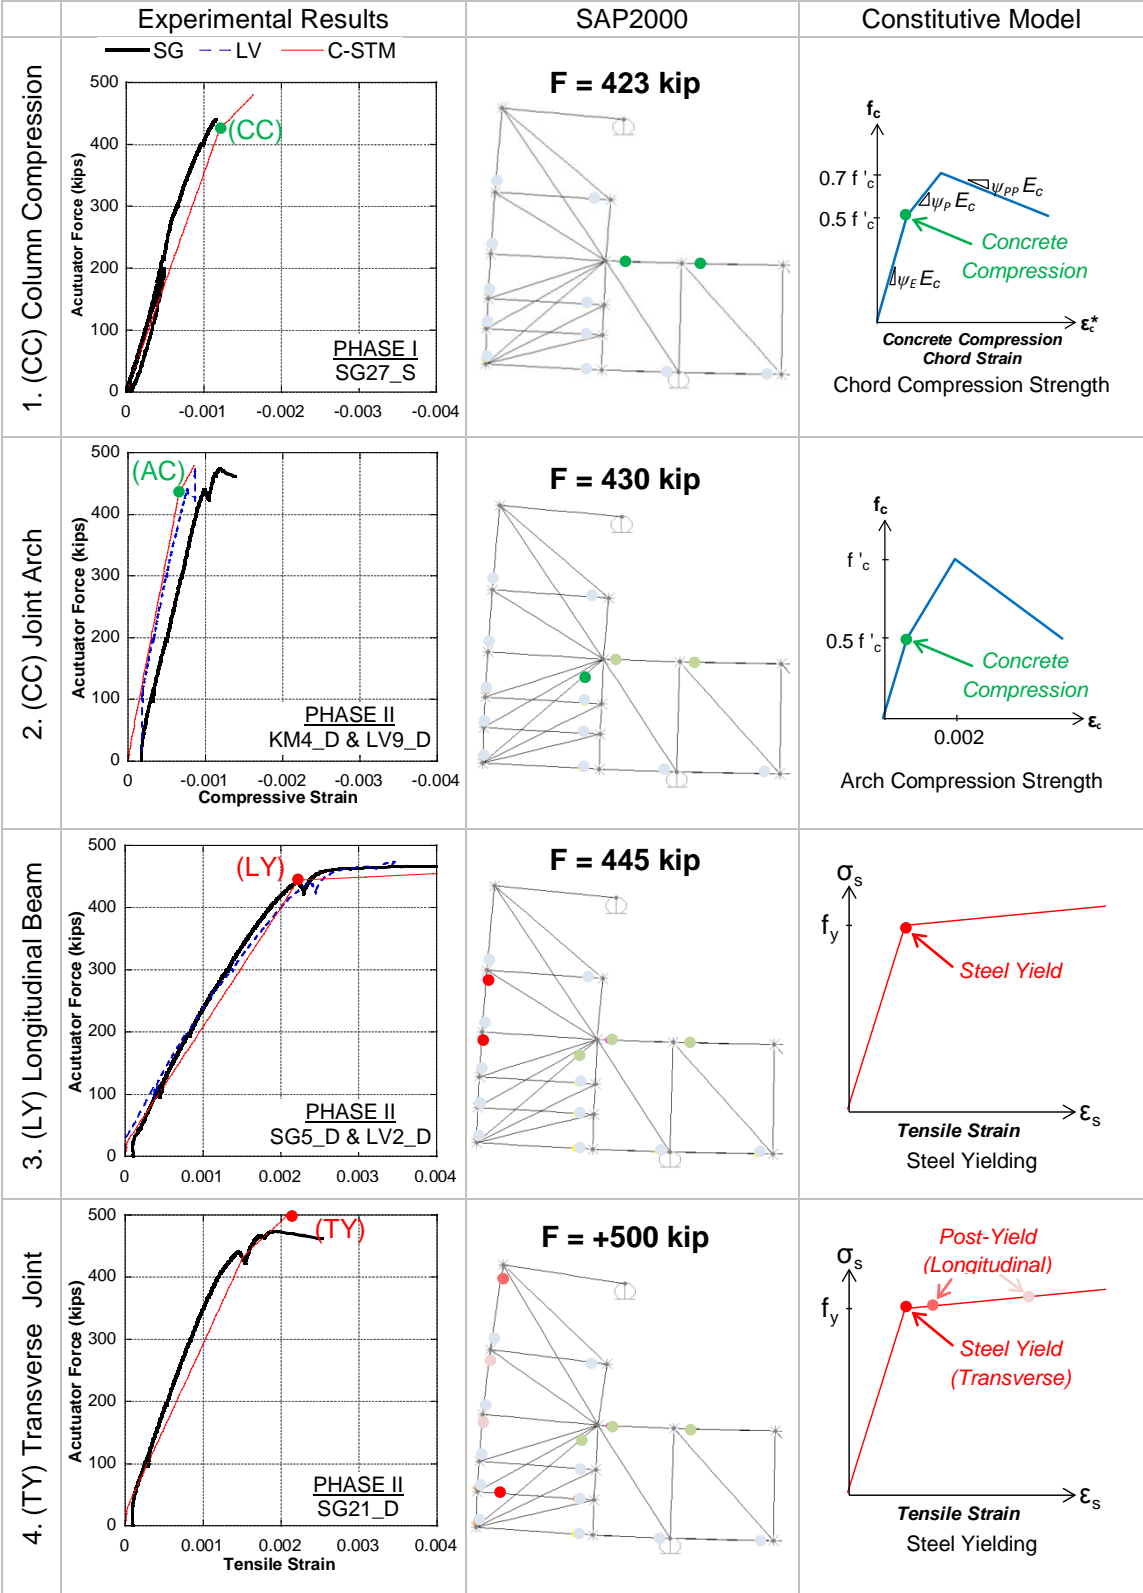 Experimental Results
SAP2000
Constitutive Model
1. (CC) Column Compression
SG LV C-STM
Acutuator Force (kips)
500
400
300
200
100
0
(CC)
PHASE I
SG27_S
0 -0.001 -0.002 -0.003 -0.004
F = 423 kip
fc
0.7 f'c
0.5 f'c
ψPP Ec
ψP Ec
ψE Ec
Concrete
Compression
εc*
Concrete Compression
Chord Strain
Chord Compression Strength
2. (CC) Joint Arch
Acutuator Force (kips)
500
400
300
200
100
0
(AC)
PHASE II
KM4_D & LV9_D
0 -0.001 -0.002 -0.003 -0.004
Compressive Strain
F = 430 kip
fc
f'c
0.5 f'c
Concrete
Compression
εc
0.002
Arch Compression Strength
3. (LY) Longitudinal Beam
Acutuator Force (kips)
500
400
300
200
100
0
(LY)
PHASE II
SG5_D & LV2_D
0 0.001 0.002 0.003 0.004
F = 445 kip
σs
fy
Steel Yield
εs
Tensile Strain
Steel Yielding
4. (TY) Transverse Joint
Acutuator Force (kips)
500
400
300
200
100
0
(TY)
PHASE II
SG21_D
0 0.001 0.002 0.003 0.004
Tensile Strain
F = +500 kip
σs
fy
Post-Yield
(Longitudinal)
Steel Yield
(Transverse)
εs
Tensile Strain
Steel Yielding